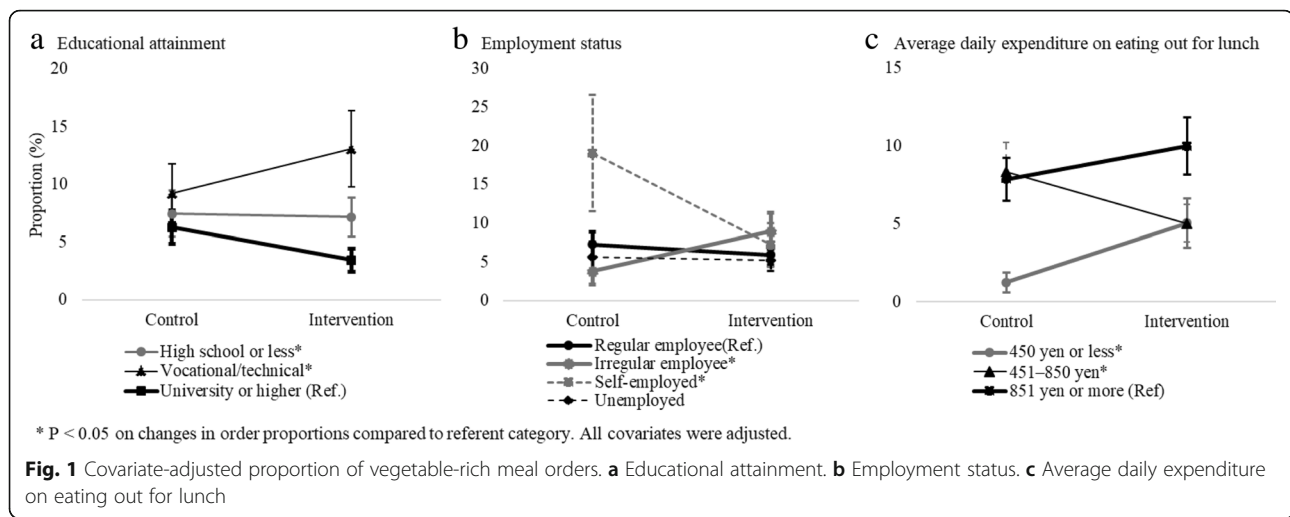 a Educational attainment
20
15
10
5
0
Proportion (%)
Control Intervention
High school or less*
Vocational/technical*
University or higher (Ref.)
b Employment status
30
25
20
15
10
5
0
Control Intervention
Regular employee(Ref.)
Irregular employee*
Self-employed*
Unemployed
c Average daily expenditure on eating out for lunch
15
10
5
0
Control Intervention
450 yen or less*
451–850 yen*
851 yen or more (Ref)
* P < 0.05 on changes in order proportions compared to referent category. All covariates were adjusted.
Fig. 1 Covariate-adjusted proportion of vegetable-rich meal orders. a Educational attainment. b Employment status. c Average daily expenditure
on eating out for lunch